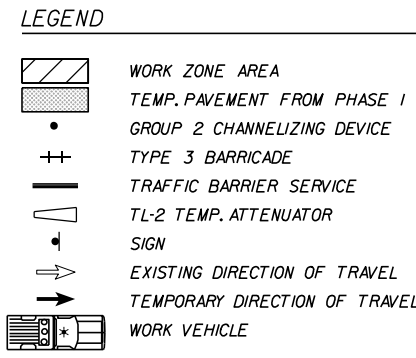 LEGEND
WORK ZONE AREA
TEMP. PAVEMENT FROM PHASE I
GROUP 2 CHANNELIZING DEVICE
TYPE 3 BARRICADE
TRAFFIC BARRIER SERVICE
TL-2 TEMP. ATTENUATOR
SIGN
EXISTING DIRECTION OF TRAVEL
TEMPORARY DIRECTION OF TRAVEL
WORK VEHICLE